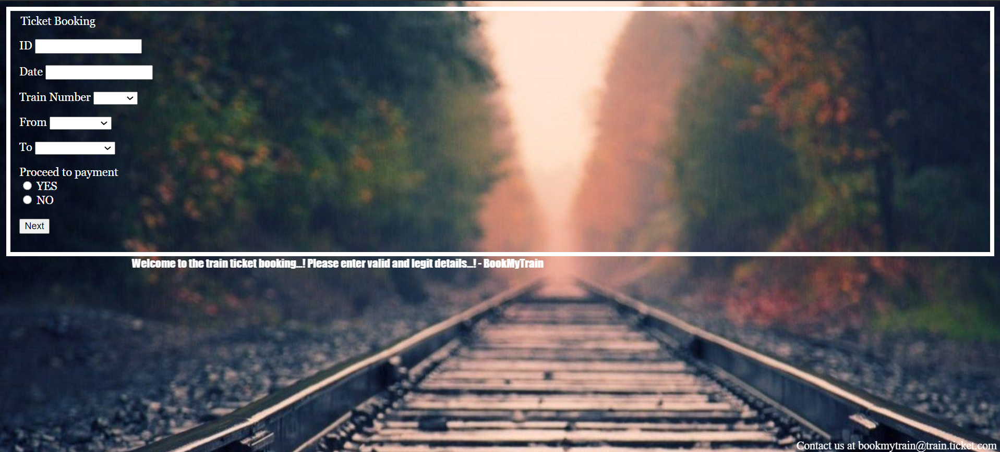 Ticket Booking
ID
Date
Train Number
From
To
Proceed to payment
YES
NO
Next
Welcome to the train ticket booking...! Please enter valid and legit details...! - BookMyTrain
Contact us at bookmytrain@train.ticket.com